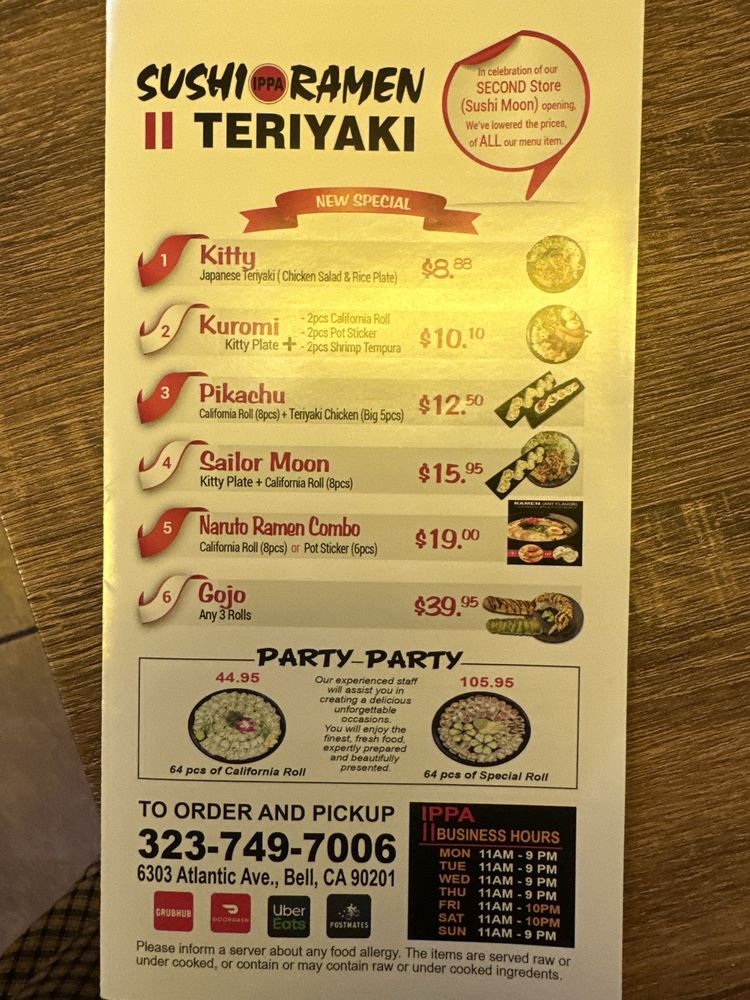 SUSHI IPPA RAMEN
II TERIYAKI
In celebration of our
SECOND Store
(Sushi Moon) opening,
We've lowered the prices,
of ALL our menu item.
NEW SPECIAL
1 Kitty
Japanese Teriyaki ( Chicken Salad & Rice Plate)
$8.88
2 Kuromi
Kitty Plate +
- 2pcs California Roll
- 2pcs Pot Sticker
- 2pcs Shrimp Tempura
$10.10
3 Pikachu
California Roll (8pcs) + Teriyaki Chicken (Big 5pcs)
$12.50
4 Sailor Moon
Kitty Plate + California Roll (8pcs)
$15.95
5 Naruto Ramen Combo
California Roll (8pcs) or Pot Sticker (6pcs)
$19.00
RAMEN (ANY FLAVOR)
6 Gojo
Any 3 Rolls
$39.95
PARTY-PARTY
44.95
64 pcs of California Roll
Our experienced staff
will assist you in
creating a delicious
unforgettable
occasions.
You will enjoy the
finest, fresh food,
expertly prepared
and beautifully
presented.
105.95
64 pcs of Special Roll
TO ORDER AND PICKUP
323-749-7006
6303 Atlantic Ave., Bell, CA 90201
GRUBHUB
DOORDASH
Uber
Eats
POSTMATES
IPPA
II BUSINESS HOURS
MON 11AM - 9 PM
TUE 11AM - 9 PM
WED 11AM - 9 PM
THU 11AM - 9 PM
FRI 11AM - 10PM
SAT 11AM - 10PM
SUN 11AM - 9 PM
Please inform a server about any food allergy. The items are served raw or
under cooked, or contain or may contain raw or under cooked ingredents.